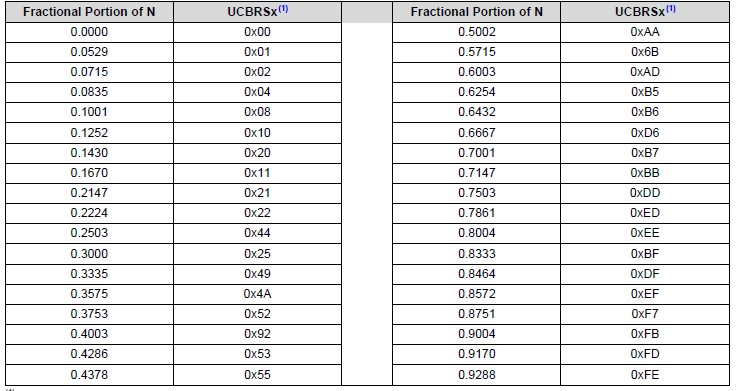 Fractional Portion of N UCBRSx(1) Fractional Portion of N UCBRSx(1)
0.0000 0x00 0.5002 0xAA
0.0529 0x01 0.5715 0x6B
0.0715 0x02 0.6003 0xAD
0.0835 0x04 0.6254 0xB5
0.1001 0x08 0.6432 0xB6
0.1252 0x10 0.6667 0xD6
0.1430 0x20 0.7001 0xB7
0.1670 0x11 0.7147 0xBB
0.2147 0x21 0.7503 0xDD
0.2224 0x22 0.7861 0xED
0.2503 0x44 0.8004 0xEE
0.3000 0x25 0.8333 0xBF
0.3335 0x49 0.8464 0xDF
0.3575 0x4A 0.8572 0xEF
0.3753 0x52 0.8751 0xF7
0.4003 0x92 0.9004 0xFB
0.4286 0x53 0.9170 0xFD
0.4378 0x55 0.9288 0xFE